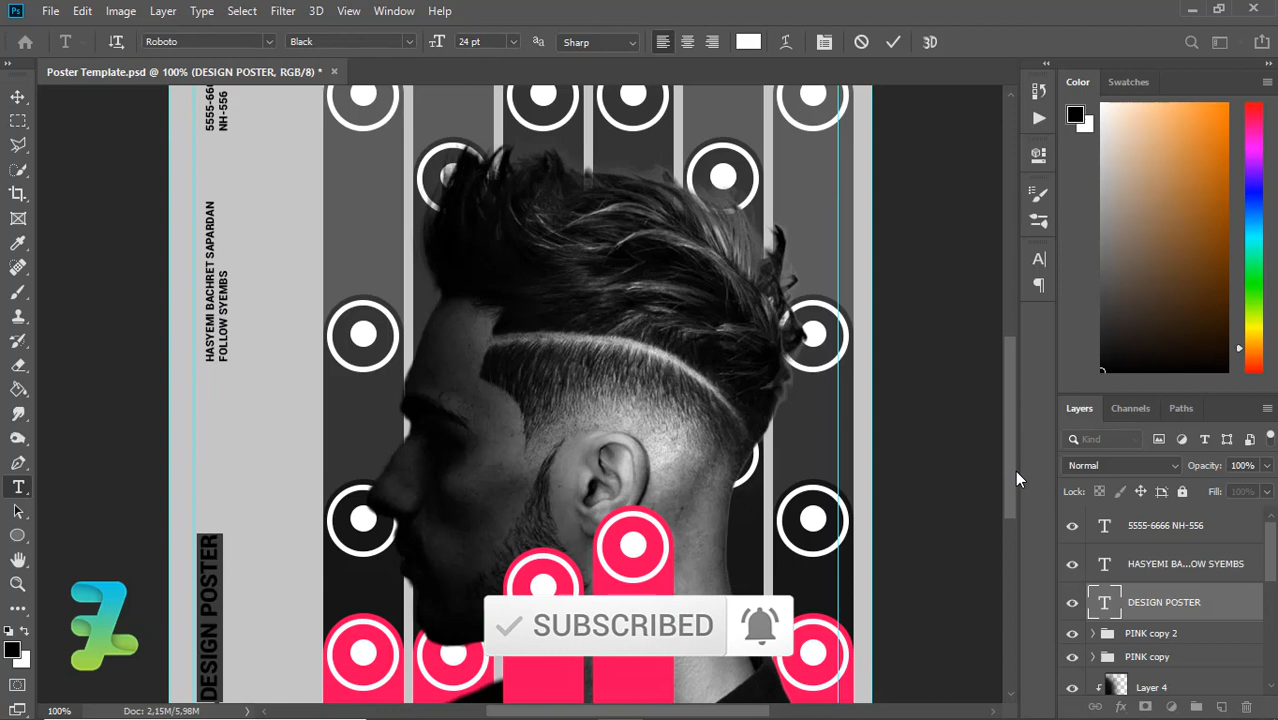 File Edit Image Layer Type Select Filter 3D View Window Help
Ps
T Roboto Black 24 pt Sharp 3D
Poster Template.psd @ 100% (DESIGN POSTER, RGB/8) *
Color Swatches
NH-556
HASYEMI BACHRET SAPARDAN
FOLLOW SYEMBS
DESIGN POSTER
SUBSCRIBED
Layers Channels Paths
Kind
Normal Opacity: 100%
Lock: Fill: 100%
5555-6666 NH-556
HASYEMI BA...OW SYEMBS
DESIGN POSTER
PINK copy 2
PINK copy
Layer 4
100% Doc: 2,15M/5,98M